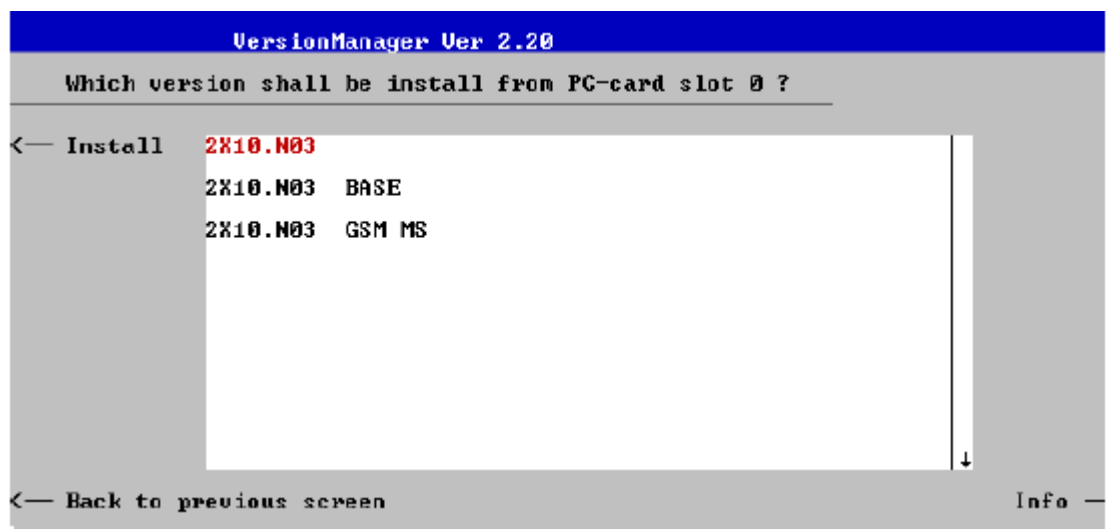 VersionManager Ver 2.20
Which version shall be install from PC-card slot 0 ?
<— Install
2X10.N03
2X10.N03 BASE
2X10.N03 GSM MS
↓
<— Back to previous screen
Info —